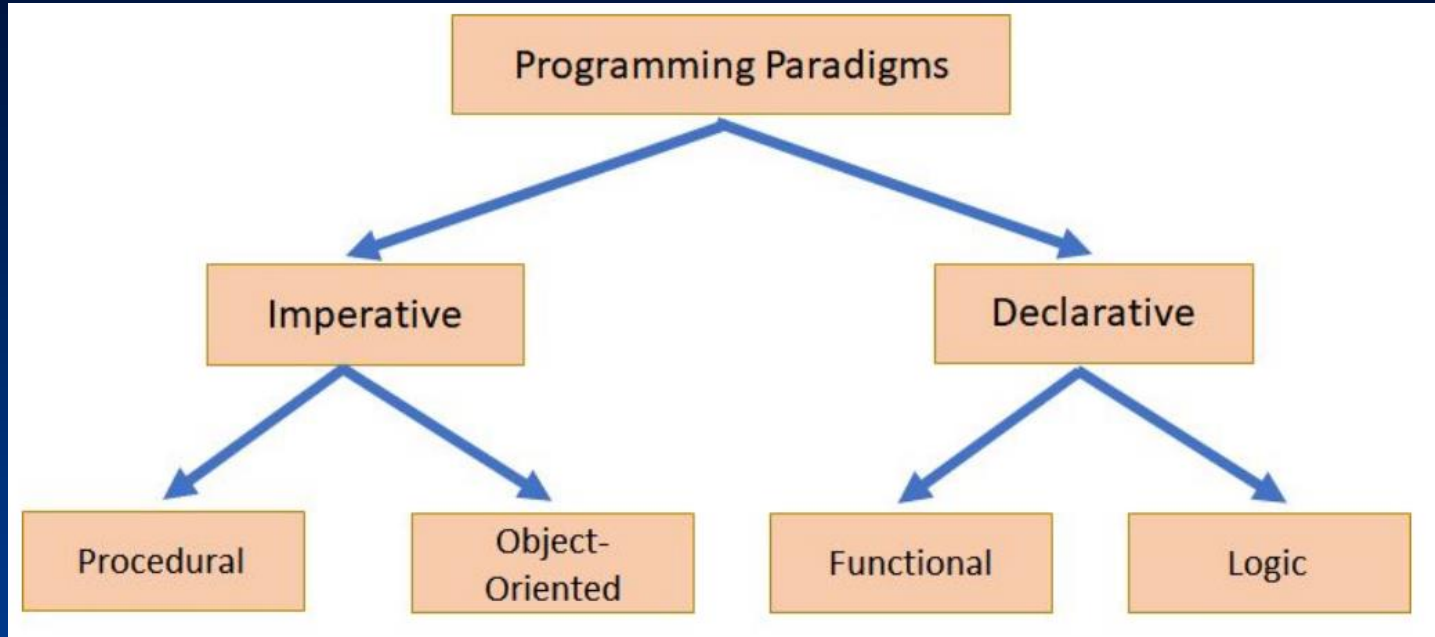 Programming Paradigms
Imperative
Declarative
Procedural
Object-
Oriented
Functional
Logic